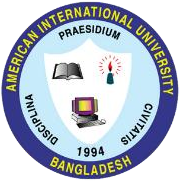 AMERICAN INTERNATIONAL UNIVERSITY
PRAESIDIUM
DISCIPLINA
CIVITATIS
1994
BANGLADESH